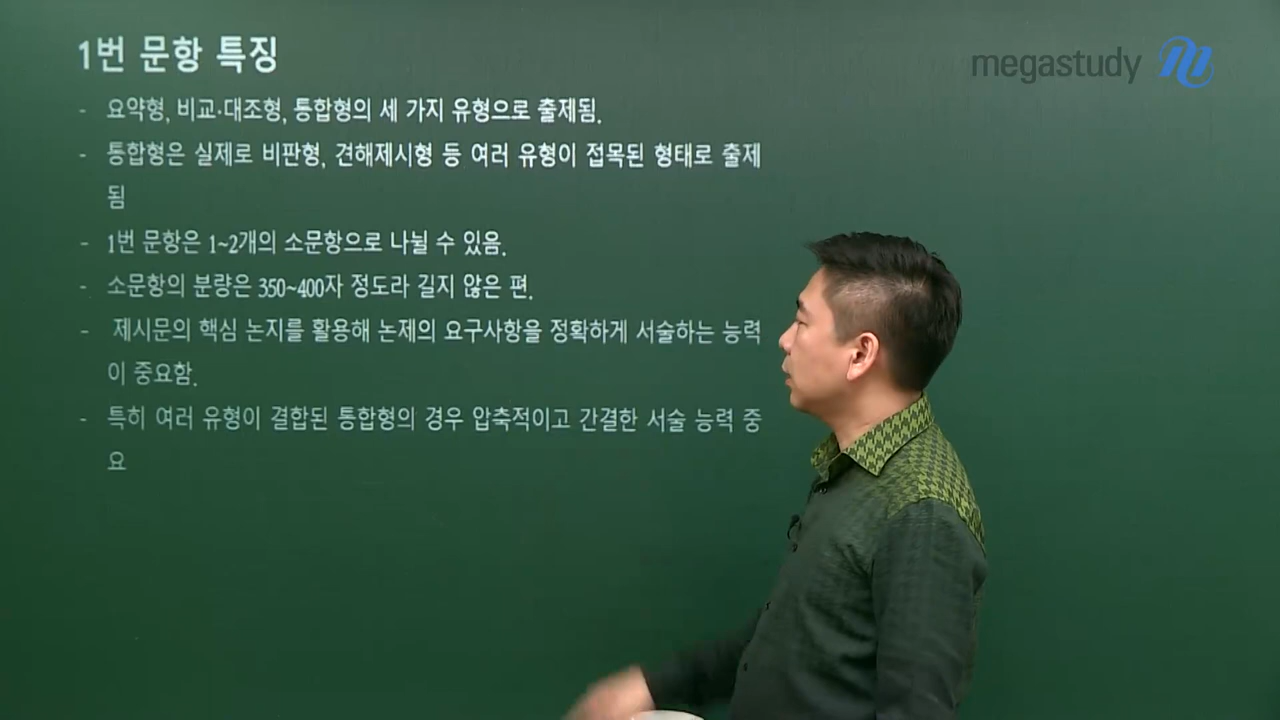 1번 문항 특징
megastudy
- 요약형, 비교·대조형, 통합형의 세 가지 유형으로 출제됨.
- 통합형은 실제로 비판형, 견해제시형 등 여러 유형이 접목된 형태로 출제
됨
- 1번 문항은 1~2개의 소문항으로 나뉠 수 있음.
- 소문항의 분량은 350~400자 정도라 길지 않은 편.
- 제시문의 핵심 논지를 활용해 논제의 요구사항을 정확하게 서술하는 능력
이 중요함.
- 특히 여러 유형이 결합된 통합형의 경우 압축적이고 간결한 서술 능력 중
요